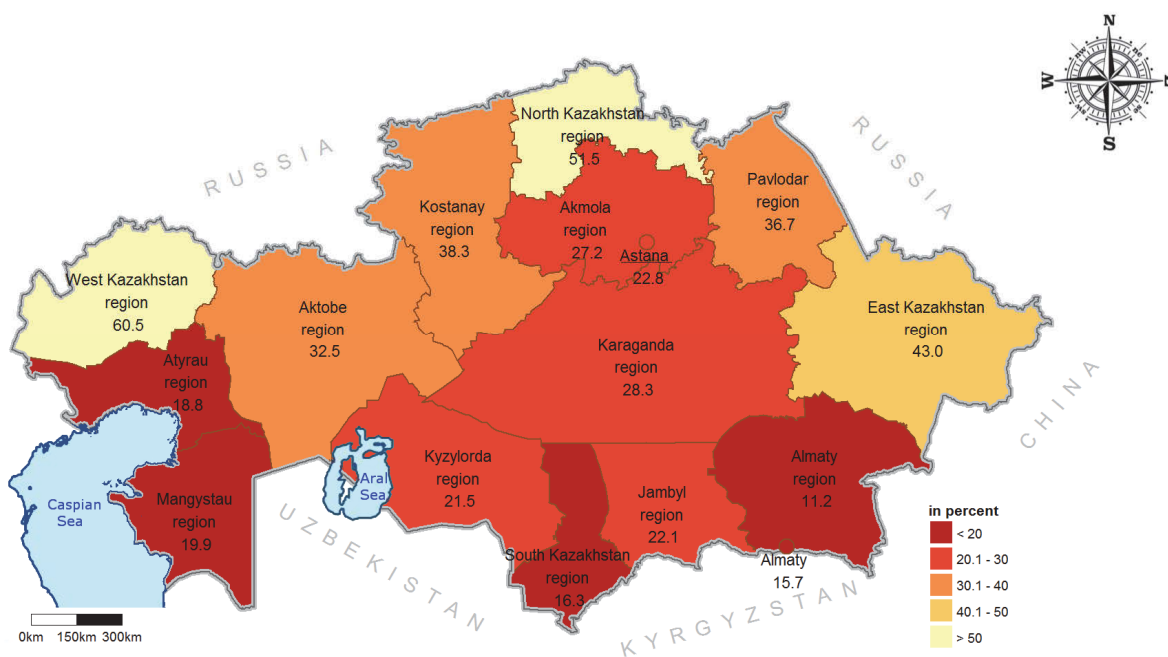 N
nw
ne
W
E
sw
se
S
RUSSIA
RUSSIA
North Kazakhstan
region
51.5
Pavlodar
region
36.7
Kostanay
region
38.3
Akmola
region
27.2
Astana
22.8
West Kazakhstan
region
60.5
Aktobe
region
32.5
East Kazakhstan
region
43.0
Karaganda
region
28.3
Atyrau
region
18.8
CHINA
Kyzylorda
region
21.5
Aral
Sea
Almaty
region
11.2
Caspian
Sea
Mangystau
region
19.9
Jambyl
region
22.1
UZBEKISTAN
South Kazakhstan
region
16.3
Almaty
15.7
KYRGYZSTAN
in percent
< 20
20.1 - 30
30.1 - 40
40.1 - 50
> 50
0km 150km 300km